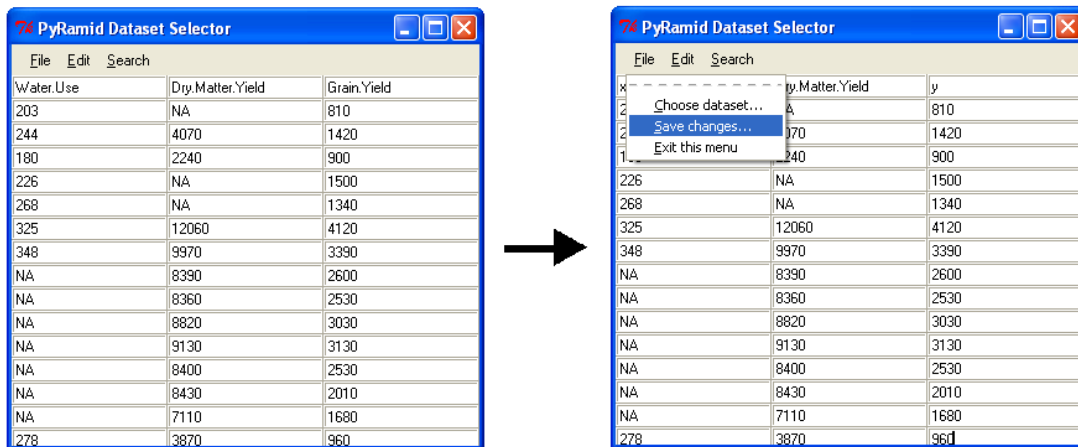 PyRamid Dataset Selector
File Edit Search
Water.Use Dry.Matter.Yield Grain.Yield
203 NA 810
244 4070 1420
180 2240 900
226 NA 1500
268 NA 1340
325 12060 4120
348 9970 3390
NA 8390 2600
NA 8360 2530
NA 8820 3030
NA 9130 3130
NA 8400 2530
NA 8430 2010
NA 7110 1680
278 3870 960
PyRamid Dataset Selector
File Edit Search
x y
Choose dataset...
Save changes...
Exit this menu
810
1420
900
226 NA 1500
268 NA 1340
325 12060 4120
348 9970 3390
NA 8390 2600
NA 8360 2530
NA 8820 3030
NA 9130 3130
NA 8400 2530
NA 8430 2010
NA 7110 1680
278 3870 960